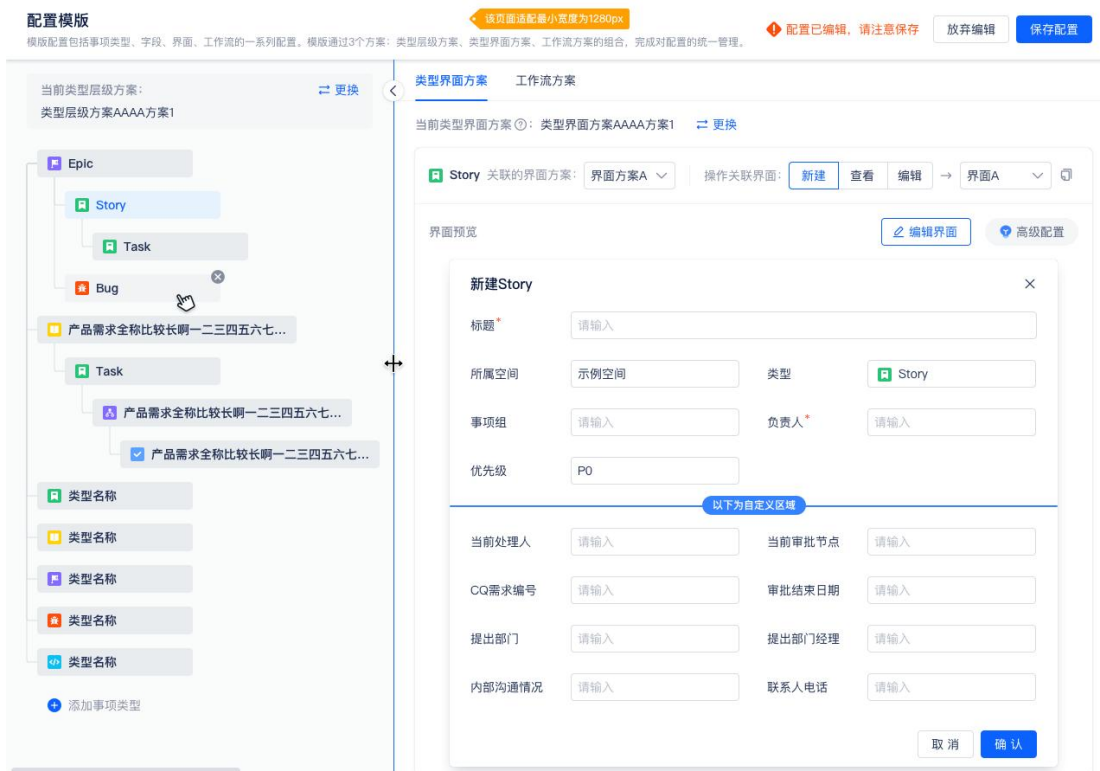 配置模版
该页面适配最小宽度为1280px
模版配置包括事项类型、字段、界面、工作流的一系列配置。模版通过3个方案：类型层级方案、类型界面方案、工作流方案的组合，完成对配置的统一管理。
配置已编辑，请注意保存
放弃编辑
保存配置
当前类型层级方案：
更换
类型层级方案AAAA方案1
Epic
Story
Task
Bug
产品需求全称比较长啊一二三四五六七...
Task
产品需求全称比较长啊一二三四五六七...
产品需求全称比较长啊一二三四五六七...
类型名称
类型名称
类型名称
类型名称
类型名称
添加事项类型
类型界面方案
工作流方案
当前类型界面方案?：类型界面方案AAAA方案1
更换
Story 关联的界面方案：
界面方案A
操作关联界面：
新建
查看
编辑
→
界面A
界面预览
编辑界面
高级配置
新建Story
标题*
请输入
所属空间
示例空间
类型
Story
事项组
请输入
负责人*
请输入
优先级
P0
以下为自定义区域
当前处理人
请输入
当前审批节点
请输入
CQ需求编号
请输入
审批结束日期
请输入
提出部门
请输入
提出部门经理
请输入
内部沟通情况
请输入
联系人电话
请输入
取消
确认